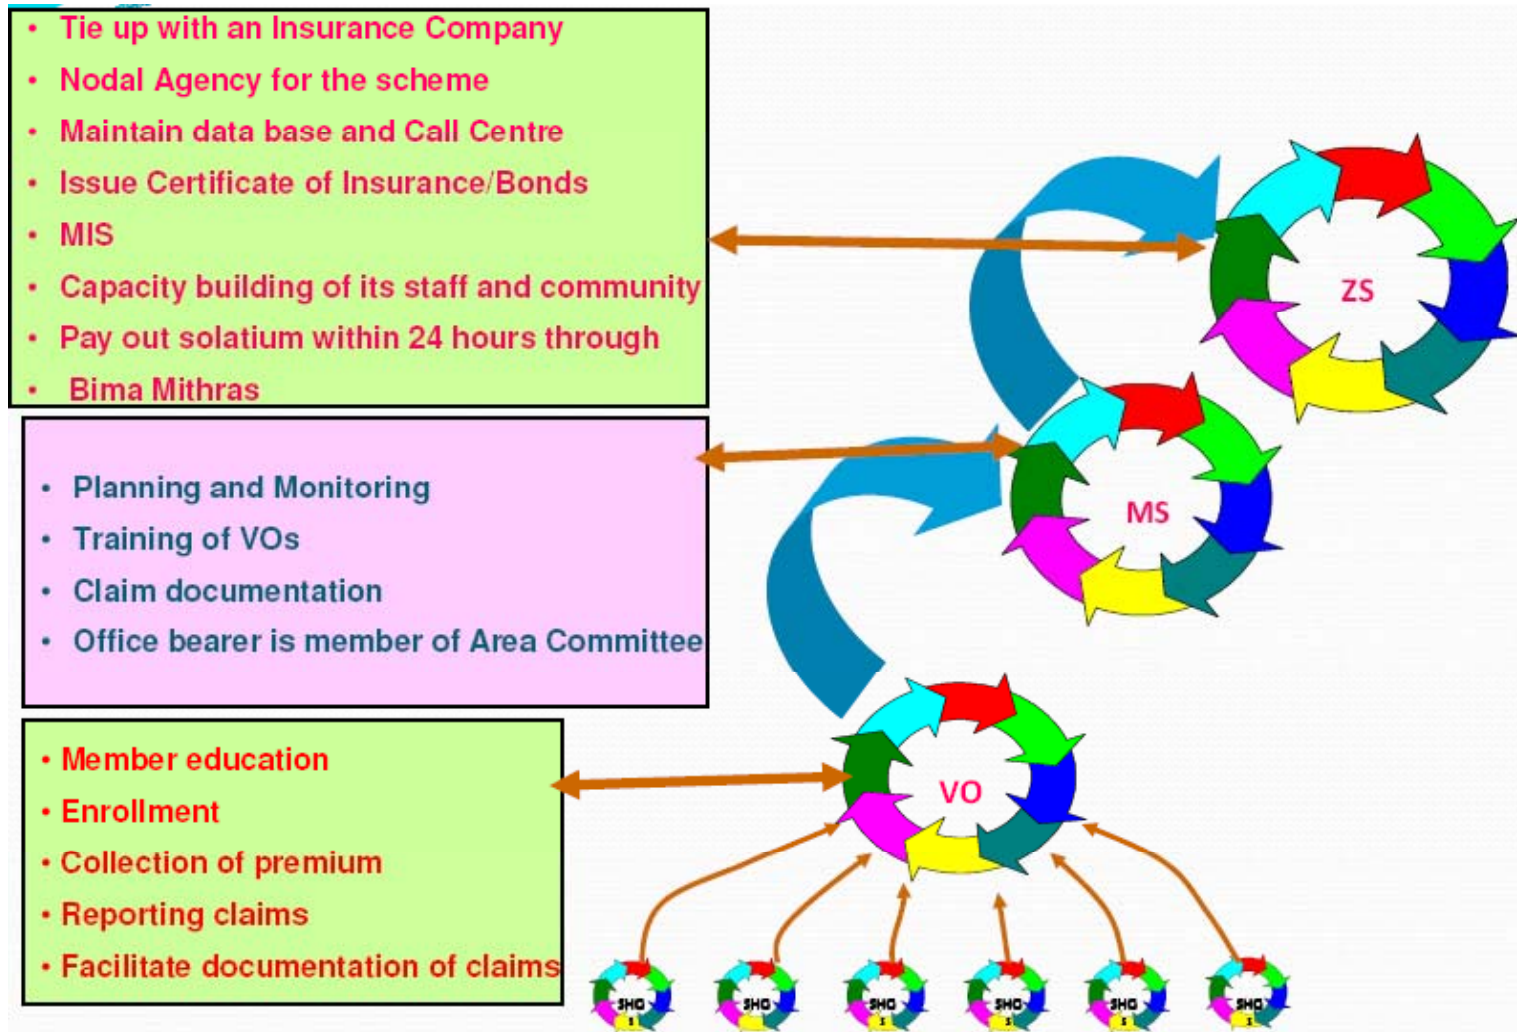 • Tie up with an Insurance Company
• Nodal Agency for the scheme
• Maintain data base and Call Centre
• Issue Certificate of Insurance/Bonds
• MIS
• Capacity building of its staff and community
• Pay out solatium within 24 hours through
• Bima Mithras
ZS
• Planning and Monitoring
• Training of VOs
• Claim documentation
• Office bearer is member of Area Committee
MS
• Member education
• Enrollment
• Collection of premium
• Reporting claims
• Facilitate documentation of claims
VO
SHG
s
SHG
SHG
s
SHG
s
SHG
s
SHG
s